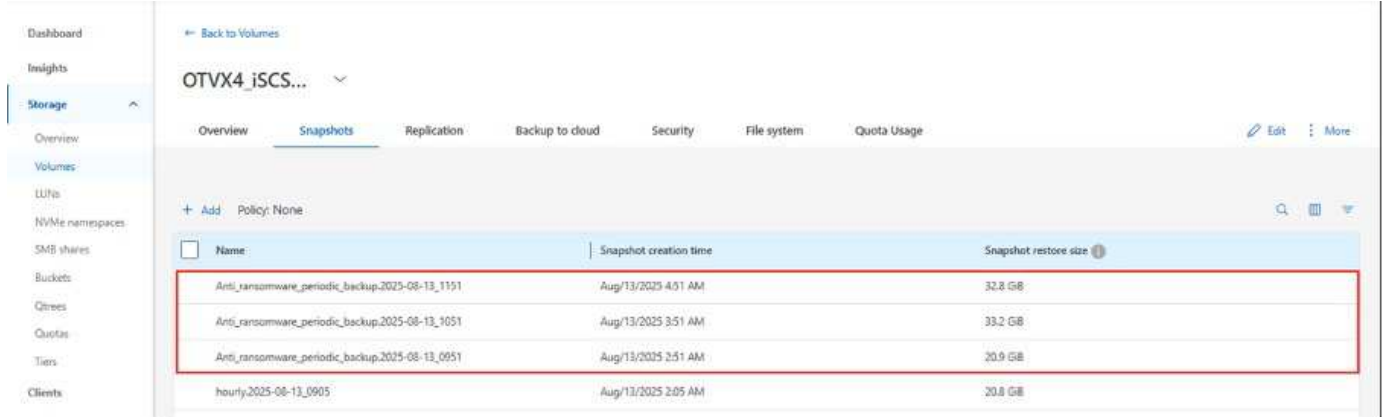 Dashboard
Insights
Storage
Overview
Volumes
LUNs
NVMe namespaces
SMB shares
Buckets
Qtrees
Quotas
Tiers
Clients
Back to Volumes
OTVX4_iSCS...
Overview Snapshots Replication Backup to cloud Security File system Quota Usage Edit More
+ Add Policy: None
Name Snapshot creation time Snapshot restore size
Anti_ransomware_periodic_backup.2025-08-13_1151 Aug/13/2025 4:51 AM 32.8 GiB
Anti_ransomware_periodic_backup.2025-08-13_1051 Aug/13/2025 3:51 AM 33.2 GiB
Anti_ransomware_periodic_backup.2025-08-13_0951 Aug/13/2025 2:51 AM 20.9 GiB
hourly.2025-08-13_0905 Aug/13/2025 2:05 AM 20.8 GiB